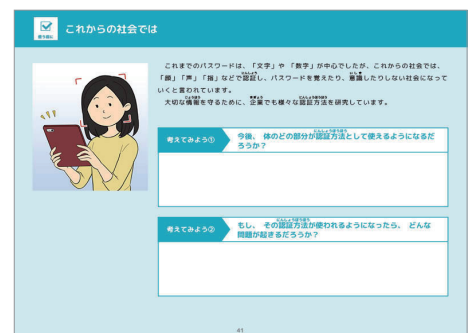 これからの社会では
これまでのパスワードは、「文字」や「数字」が中心でしたが、これからの社会では、
「顔」「声」「指」などで認証し、パスワードを覚えたり、意識したりしない社会になって
いくと言われています。
大切な情報を守るために、企業でも様々な認証方法を研究しています。
考えてみよう①
今後、体のどの部分が認証方法として使えるようになるだ
ろうか?
考えてみよう②
もし、その認証方法が使われるようになったら、どんな
問題が起きるだろうか?
41